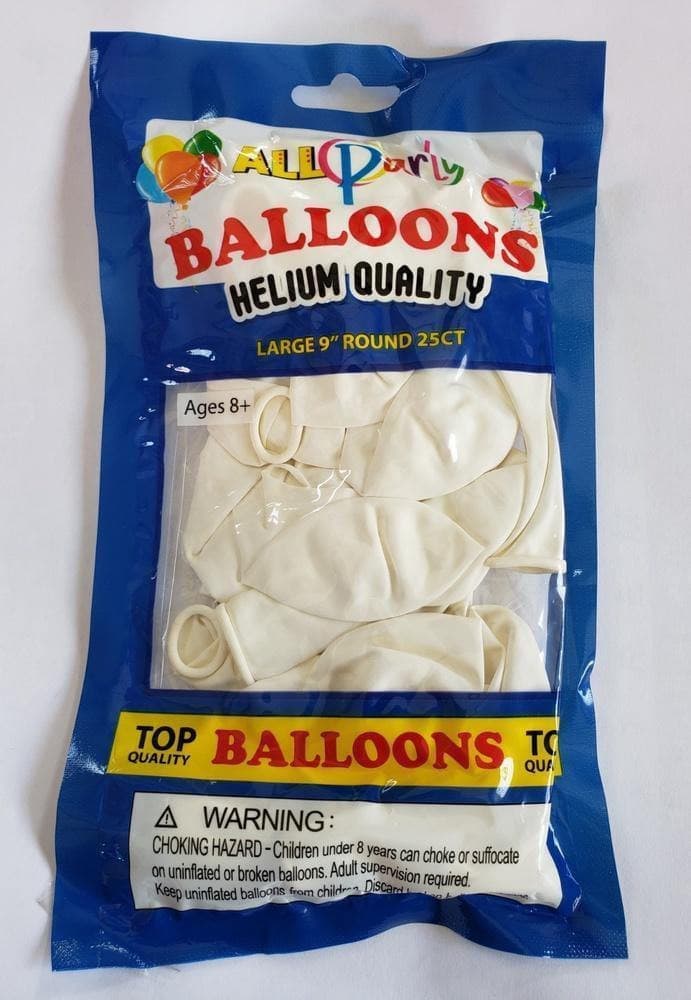 ALL Party
BALLOONS
HELIUM QUALITY
LARGE 9" ROUND 25CT
Ages 8+
TOP QUALITY BALLOONS TO QUA
⚠ WARNING:
CHOKING HAZARD - Children under 8 years can choke or suffocate
on uninflated or broken balloons. Adult supervision required.
Keep uninflated balloons from children. Discard